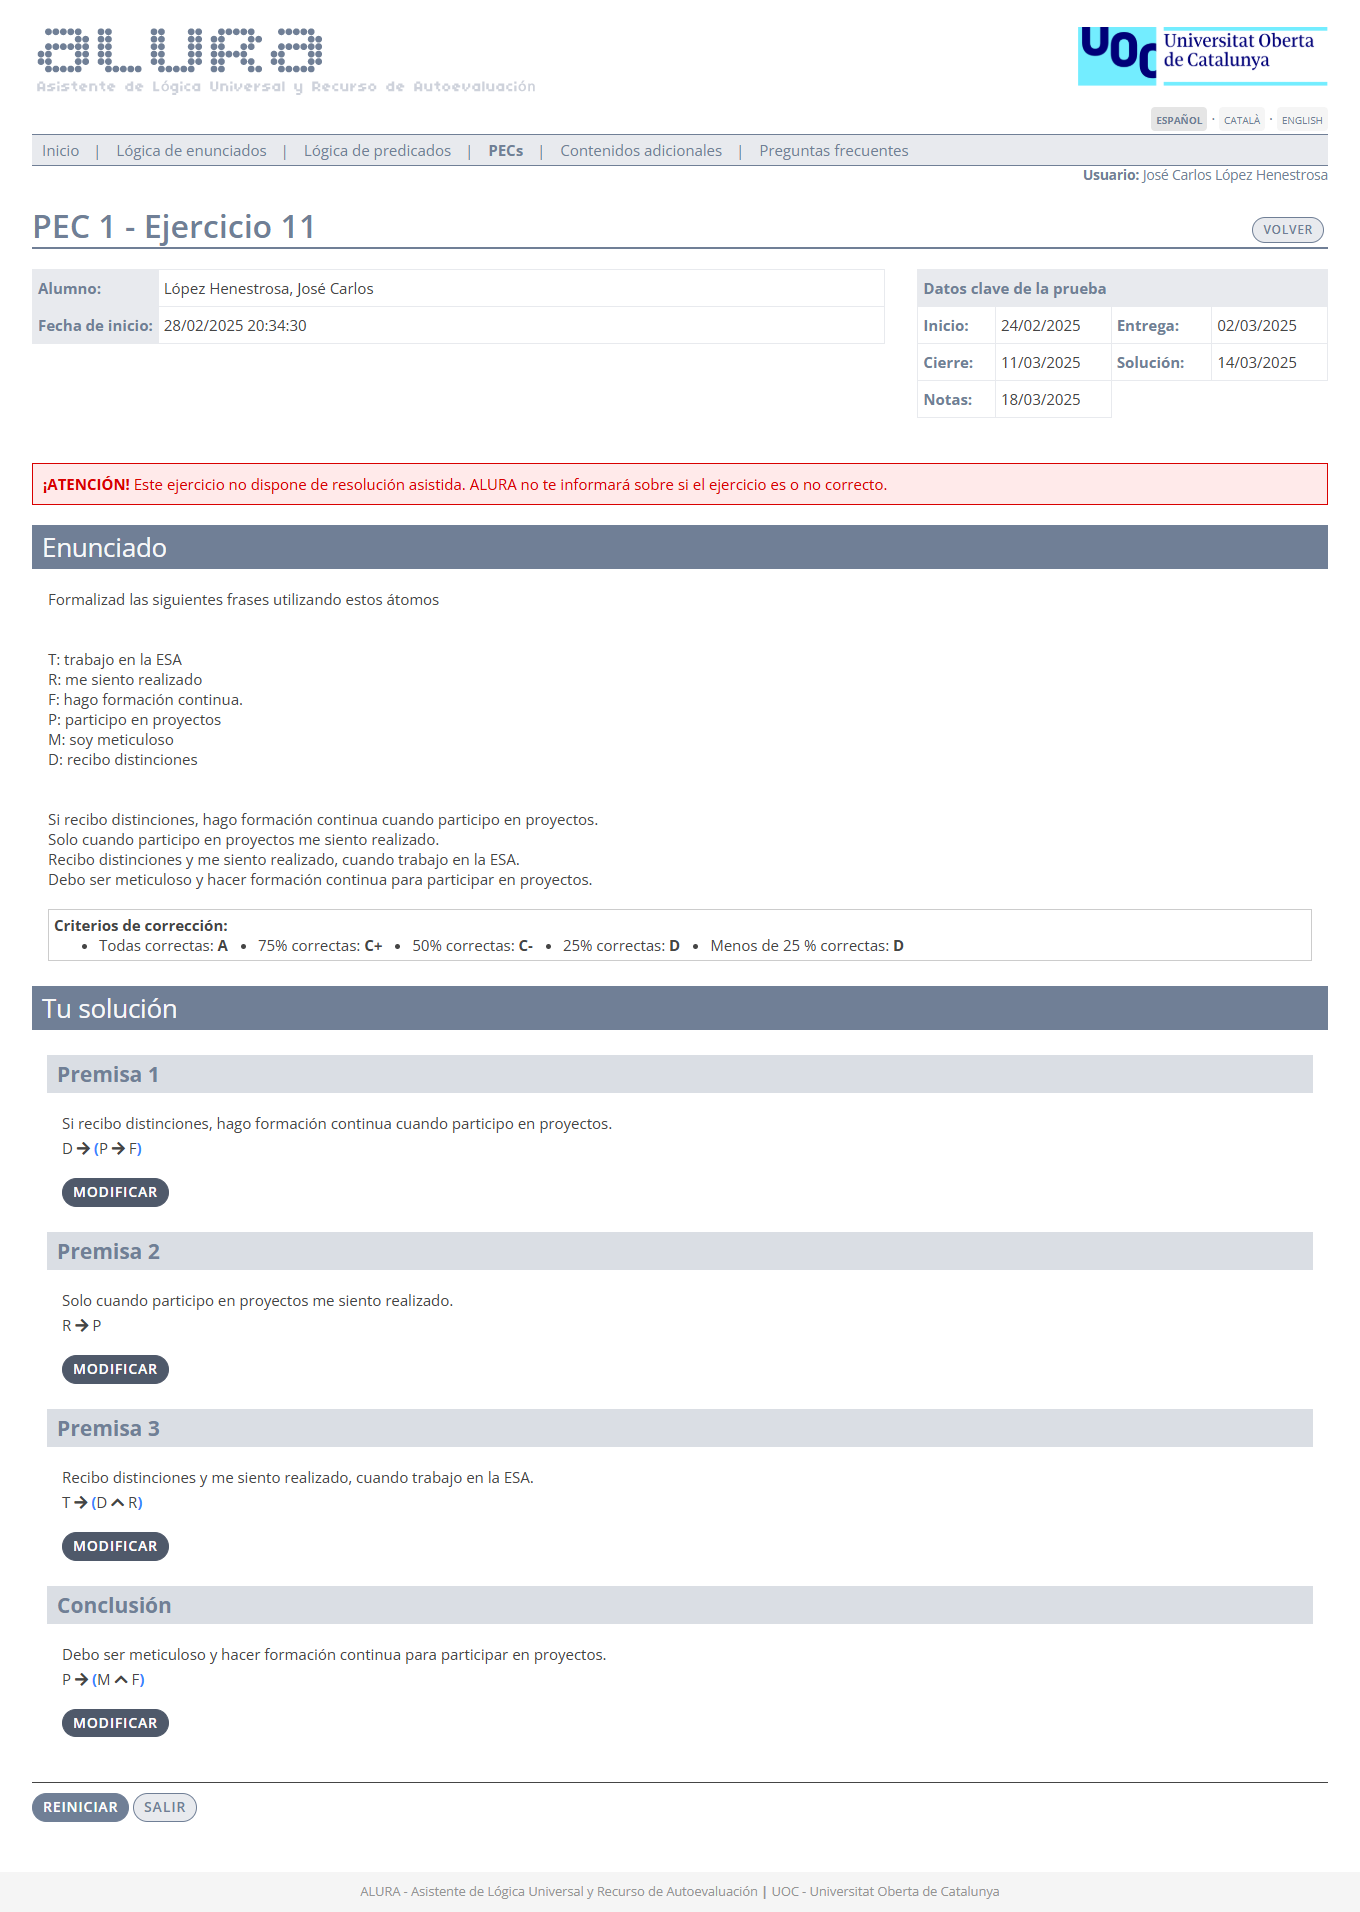 aLURa
Asistente de Lógica Universal y Recurso de Autoevaluación
UOC Universitat Oberta de Catalunya
ESPAÑOL · CATALÀ · ENGLISH
Inicio | Lógica de enunciados | Lógica de predicados | PECs | Contenidos adicionales | Preguntas frecuentes
Usuario: José Carlos López Henestrosa
PEC 1 - Ejercicio 11
VOLVER
Alumno: López Henestrosa, José Carlos
Fecha de inicio: 28/02/2025 20:34:30
Datos clave de la prueba
Inicio: 24/02/2025 Entrega: 02/03/2025
Cierre: 11/03/2025 Solución: 14/03/2025
Notas: 18/03/2025
¡ATENCIÓN! Este ejercicio no dispone de resolución asistida. ALURA no te informará sobre si el ejercicio es o no correcto.
Enunciado
Formalizad las siguientes frases utilizando estos átomos
T: trabajo en la ESA
R: me siento realizado
F: hago formación continua.
P: participo en proyectos
M: soy meticuloso
D: recibo distinciones
Si recibo distinciones, hago formación continua cuando participo en proyectos.
Solo cuando participo en proyectos me siento realizado.
Recibo distinciones y me siento realizado, cuando trabajo en la ESA.
Debo ser meticuloso y hacer formación continua para participar en proyectos.
Criterios de corrección:
• Todas correctas: A • 75% correctas: C+ • 50% correctas: C- • 25% correctas: D • Menos de 25 % correctas: D
Tu solución
Premisa 1
Si recibo distinciones, hago formación continua cuando participo en proyectos.
D → (P → F)
MODIFICAR
Premisa 2
Solo cuando participo en proyectos me siento realizado.
R → P
MODIFICAR
Premisa 3
Recibo distinciones y me siento realizado, cuando trabajo en la ESA.
T → (D ∧ R)
MODIFICAR
Conclusión
Debo ser meticuloso y hacer formación continua para participar en proyectos.
P → (M ∧ F)
MODIFICAR
REINICIAR SALIR
ALURA - Asistente de Lógica Universal y Recurso de Autoevaluación | UOC - Universitat Oberta de Catalunya